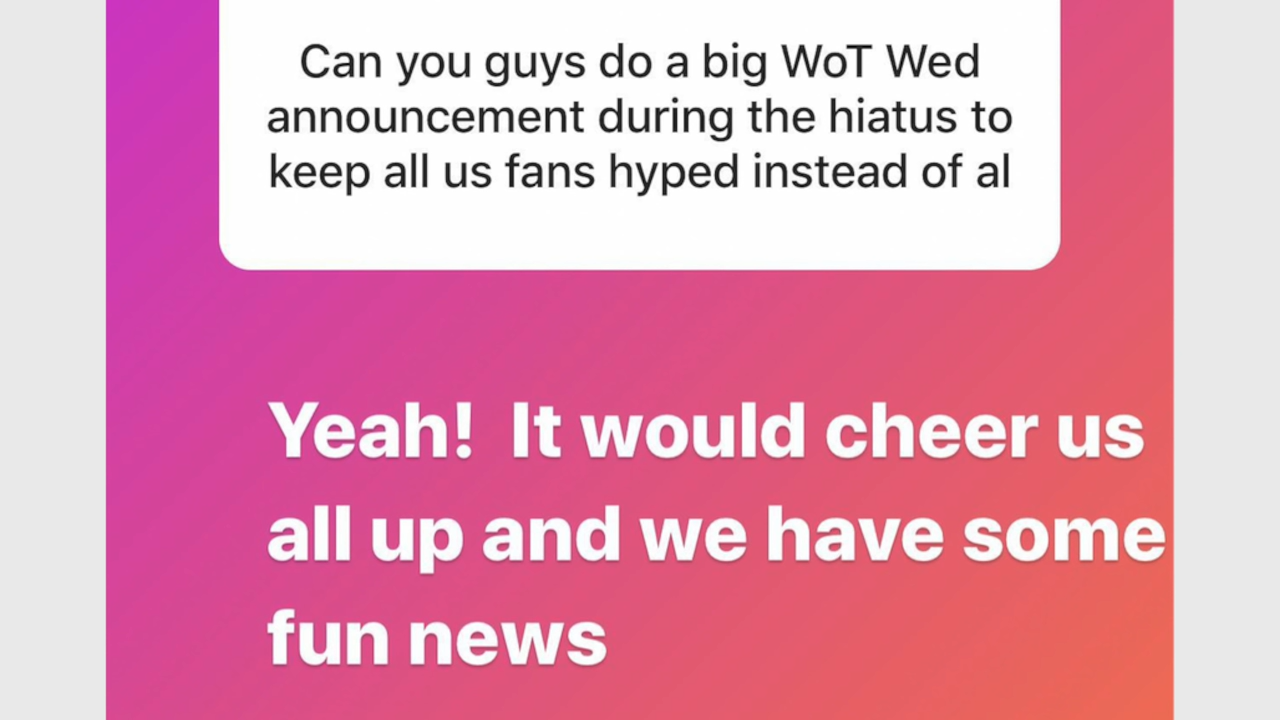 Can you guys do a big WoT Wed
announcement during the hiatus to
keep all us fans hyped instead of al
Yeah!  It would cheer us
all up and we have some
fun news